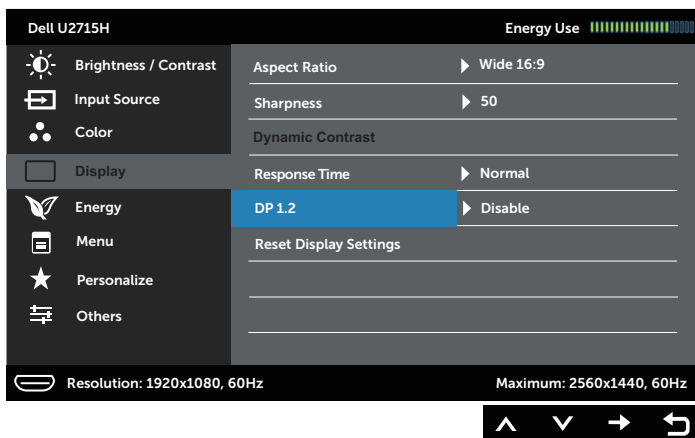 Dell U2715H Energy Use
Brightness / Contrast
Input Source
Color
Display
Energy
Menu
Personalize
Others
Aspect Ratio Wide 16:9
Sharpness 50
Dynamic Contrast
Response Time Normal
DP 1.2 Disable
Reset Display Settings
Resolution: 1920x1080, 60Hz Maximum: 2560x1440, 60Hz